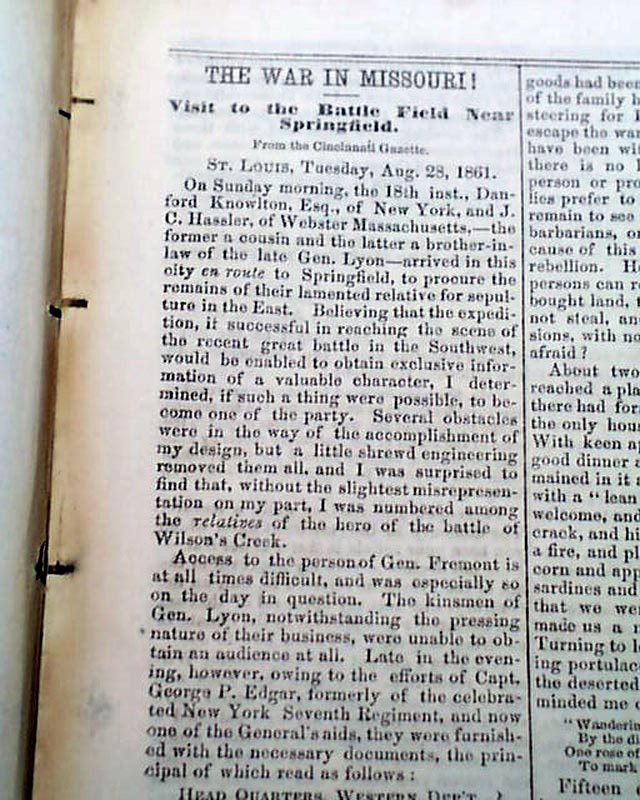 THE WAR IN MISSOURI!
Visit to the Battle Field Near
Springfield.
From the Cincinnati Gazette.
ST. LOUIS, Tuesday, Aug. 28, 1861.
On Sunday morning, the 18th inst., Dan-
ford Knowlton, Esq., of New York, and J.
C. Hassler, of Webster Massachusetts,—the
former a cousin and the latter a brother-in-
law of the late Gen. Lyon—arrived in this
city en route to Springfield, to procure the
remains of their lamented relative for sepul-
ture in the East. Believing that the expedi-
tion, if successful in reaching the scene of
the recent great battle in the Southwest,
would be enabled to obtain exclusive infor-
mation of a valuable character, I deter-
mined, if such a thing were possible, to be-
come one of the party. Several obstacles
were in the way of the accomplishment of
my design, but a little shrewd engineering
removed them all, and I was surprised to
find that, without the slightest misrepresen-
tation on my part, I was numbered among
the relatives of the hero of the battle of
Wilson's Creek.
Access to the person of Gen. Fremont is
at all times difficult, and was especially so
on the day in question. The kinsmen of
Gen. Lyon, notwithstanding the pressing
nature of their business, were unable to ob-
tain an audience at all. Late in the even-
ing, however, owing to the efforts of Capt.
George P. Edgar, formerly of the celebra-
ted New York Seventh Regiment, and now
one of the General's aids, they were furnish-
ed with the necessary documents, the prin-
cipal of which read as follows:
HEAD QUARTERS, WESTERN DEP'T, }
goods had been
of the family h
steering for
escape the wa
have been wi
there is no
person or pro
lies prefer to
remain to see
barbarians, o
cause of this
rebellion. H
persons can r
bought land,
not steal, an
sions, with no
afraid?
About two
reached a pla
there had for
the only hou
With keen ap
good dinner
mained in it a
with a "lean
welcome, and
crack, and hi
a fire, and pl
corn and app
sardines and
that we we
made us a
Turning to l
ing portulac
the deserted
minded me
"Wanderin
By the di
One rose of
To mark
Fifteen